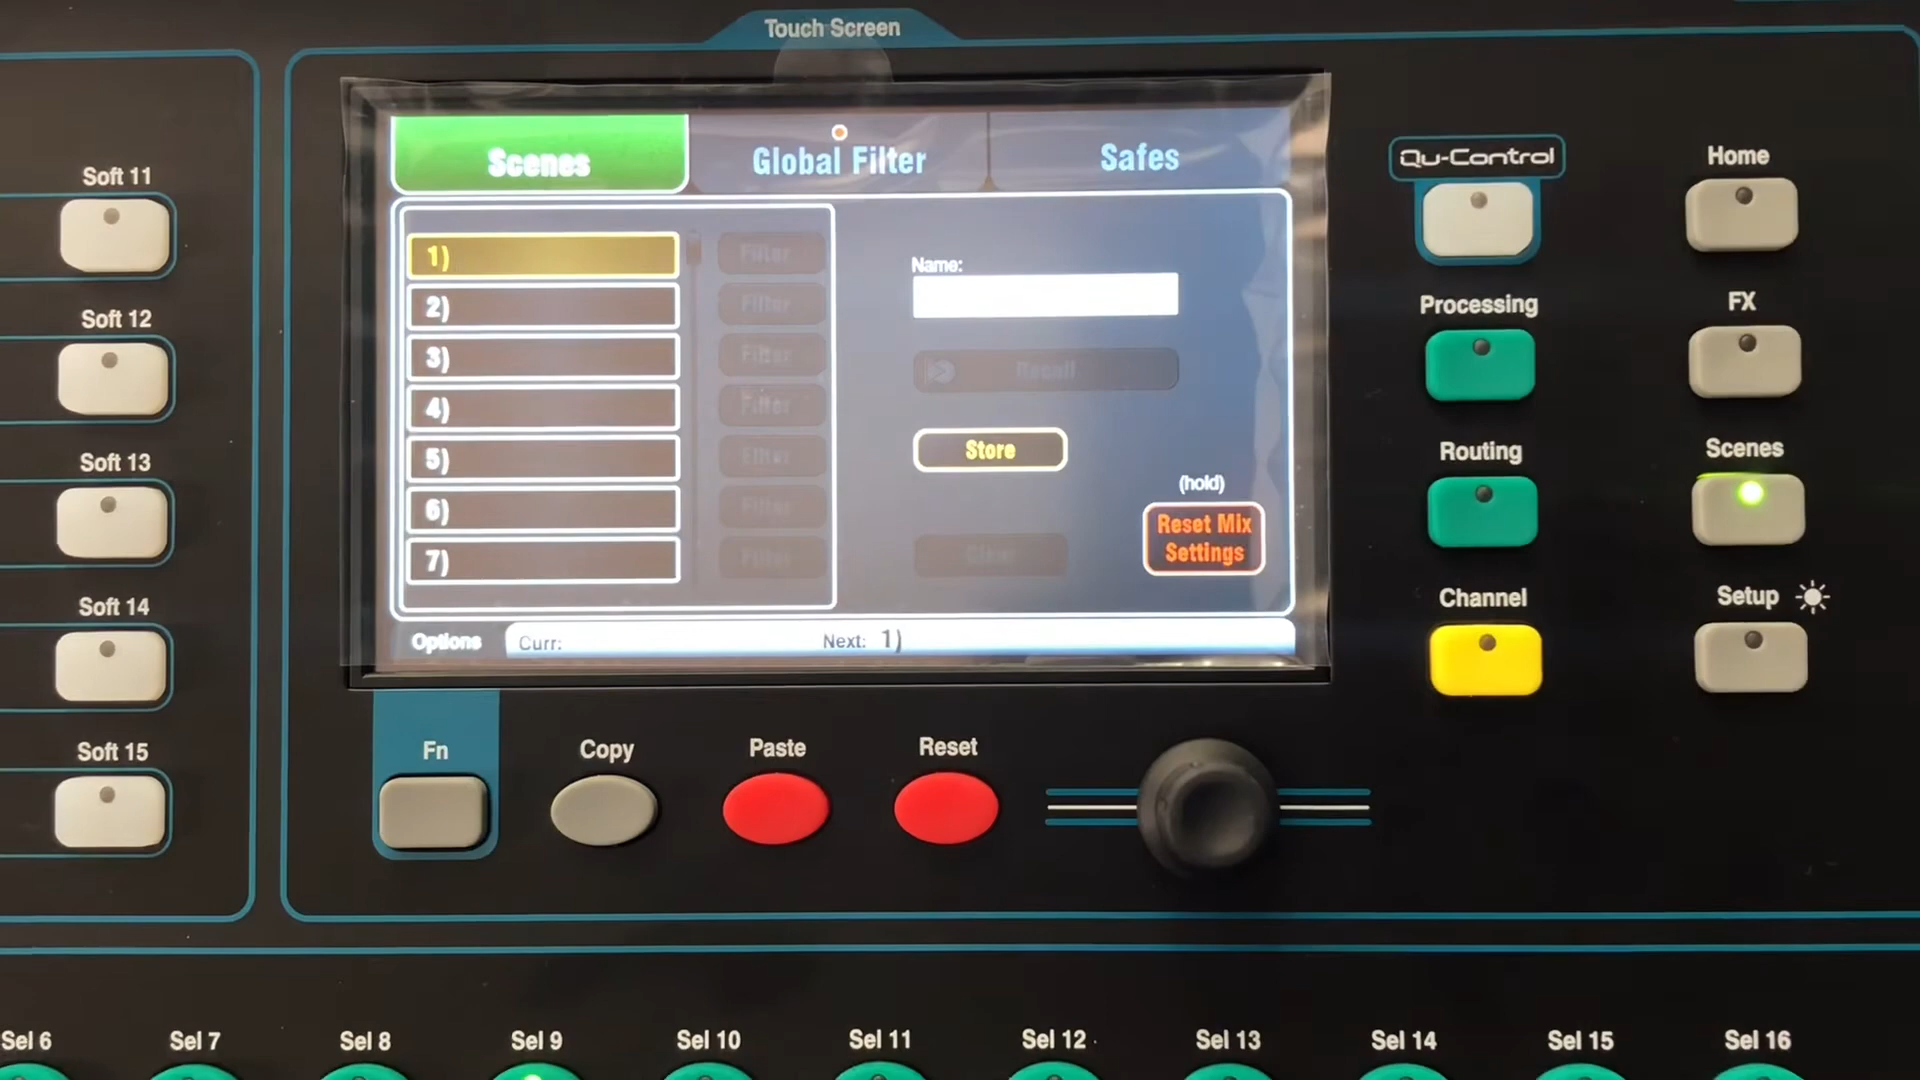 Touch Screen
Soft 11
Soft 12
Soft 13
Soft 14
Soft 15
Scenes
Global Filter
Safes
1)
Filter
2)
Filter
3)
Filter
4)
Filter
5)
Filter
6)
Filter
7)
Filter
Name:
Recall
Store
(hold)
Reset Mix
Settings
Clear
Options
Curr:
Next: 1)
Qu-Control
Home
Processing
FX
Routing
Scenes
Channel
Setup
Fn
Copy
Paste
Reset
Sel 6
Sel 7
Sel 8
Sel 9
Sel 10
Sel 11
Sel 12
Sel 13
Sel 14
Sel 15
Sel 16